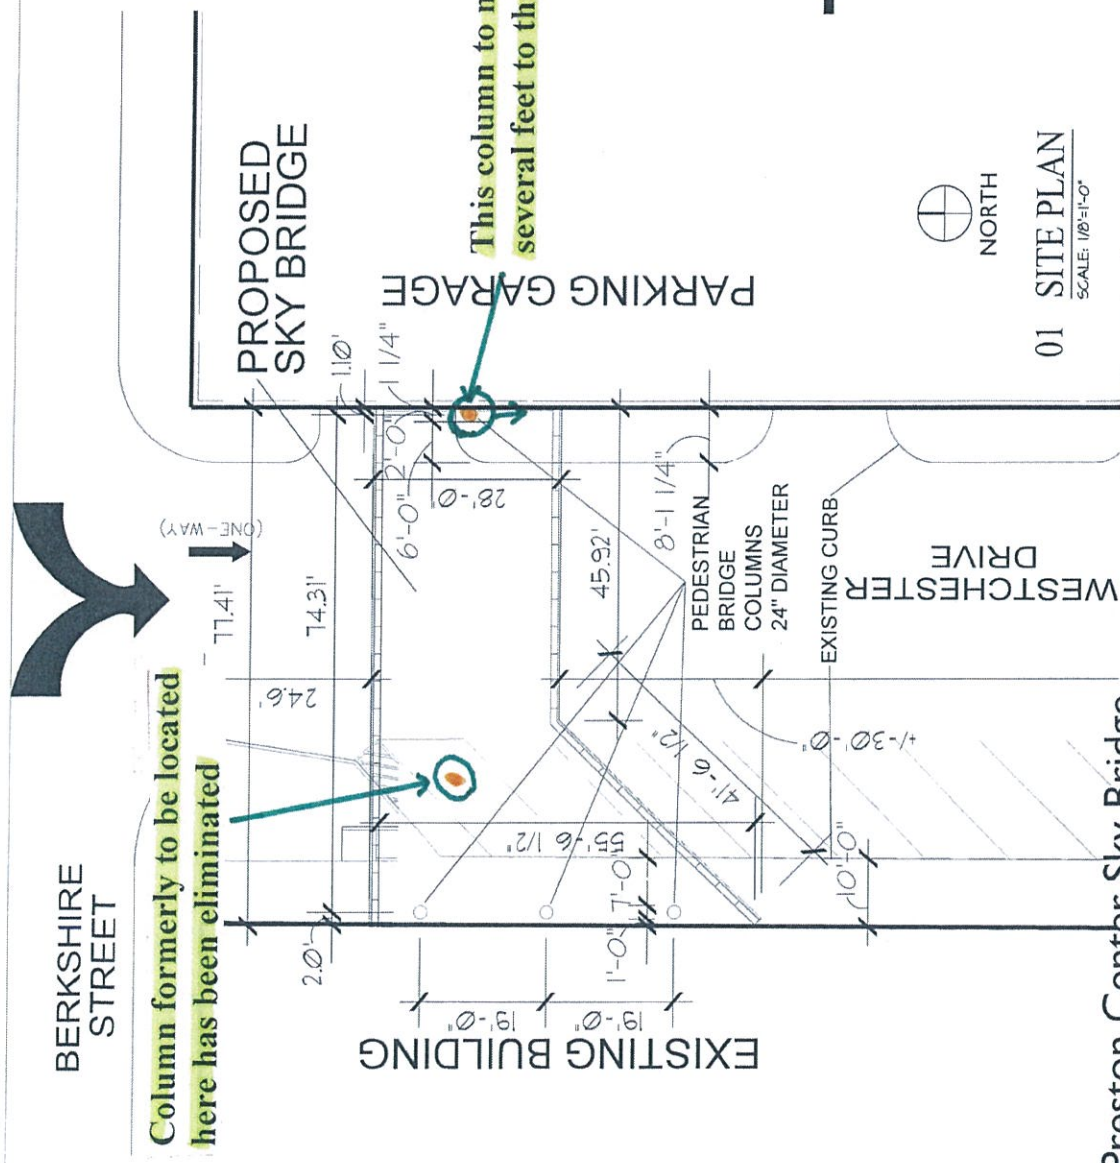 BERKSHIRE
STREET
Column formerly to be located
here has been eliminated
(ONE-WAY)
PROPOSED
SKY BRIDGE
This column to
several feet to
77.41'
74.31'
24.6'
2.0'
1.10'
1 1/4"
2'-0
6'-0"
28'-0"
45.92'
8'-1 1/4"
55'-6 1/2"
41'-6 1/2"
1'-0"
7'-0"
10'-0"
+/-30'-0"
19'-0"
19'-0"
EXISTING BUILDING
PARKING GARAGE
PEDESTRIAN
BRIDGE
COLUMNS
24" DIAMETER
EXISTING CURB
WESTCHESTER
DRIVE
NORTH
01 SITE PLAN
SCALE: 1/8"=1'-0"
Preston Center Sky Bridge